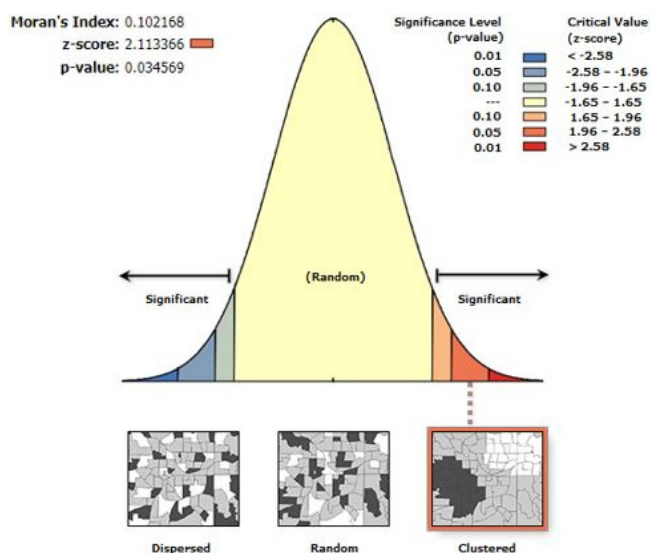 Moran's Index: 0.102168
z-score: 2.113366
p-value: 0.034569
Significance Level
(p-value)
Critical Value
(z-score)
0.01 < -2.58
0.05 -2.58 – -1.96
0.10 -1.96 – -1.65
--- -1.65 – 1.65
0.10 1.65 – 1.96
0.05 1.96 – 2.58
0.01 > 2.58
Significant
(Random)
Significant
Dispersed
Random
Clustered